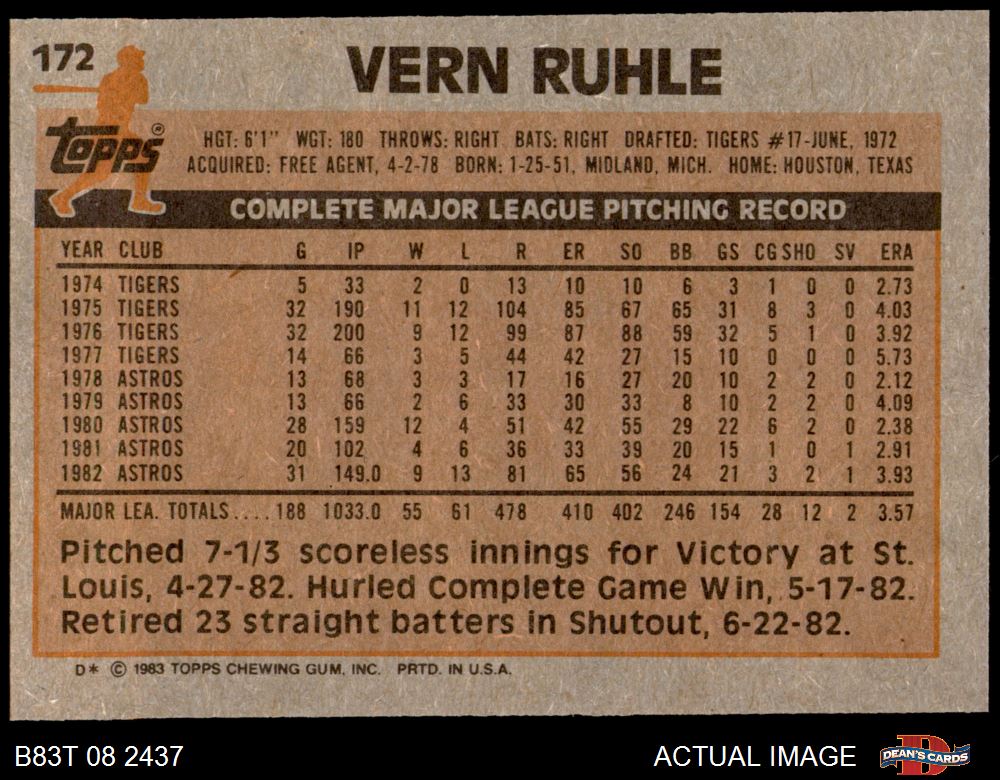 172
VERN RUHLE
Topps®
HGT: 6'1" WGT: 180 THROWS: RIGHT BATS: RIGHT DRAFTED: TIGERS #17-JUNE, 1972
ACQUIRED: FREE AGENT, 4-2-78 BORN: 1-25-51, MIDLAND, MICH. HOME: HOUSTON, TEXAS
COMPLETE MAJOR LEAGUE PITCHING RECORD
YEAR CLUB G IP W L R ER SO BB GS CG SHO SV ERA
1974 TIGERS 5 33 2 0 13 10 10 6 3 1 0 0 2.73
1975 TIGERS 32 190 11 12 104 85 67 65 31 8 3 0 4.03
1976 TIGERS 32 200 9 12 99 87 88 59 32 5 1 0 3.92
1977 TIGERS 14 66 3 5 44 42 27 15 10 0 0 0 5.73
1978 ASTROS 13 68 3 3 17 16 27 20 10 2 2 0 2.12
1979 ASTROS 13 66 2 6 33 30 33 8 10 2 2 0 4.09
1980 ASTROS 28 159 12 4 51 42 55 29 22 6 2 0 2.38
1981 ASTROS 20 102 4 6 36 33 39 20 15 1 0 1 2.91
1982 ASTROS 31 149.0 9 13 81 65 56 24 21 3 2 1 3.93
MAJOR LEA. TOTALS.... 188 1033.0 55 61 478 410 402 246 154 28 12 2 3.57
Pitched 7-1/3 scoreless innings for Victory at St.
Louis, 4-27-82. Hurled Complete Game Win, 5-17-82.
Retired 23 straight batters in Shutout, 6-22-82.
D* © 1983 TOPPS CHEWING GUM, INC. PRTD. IN U.S.A.
B83T 08 2437
ACTUAL IMAGE
D
DEAN'S CARDS